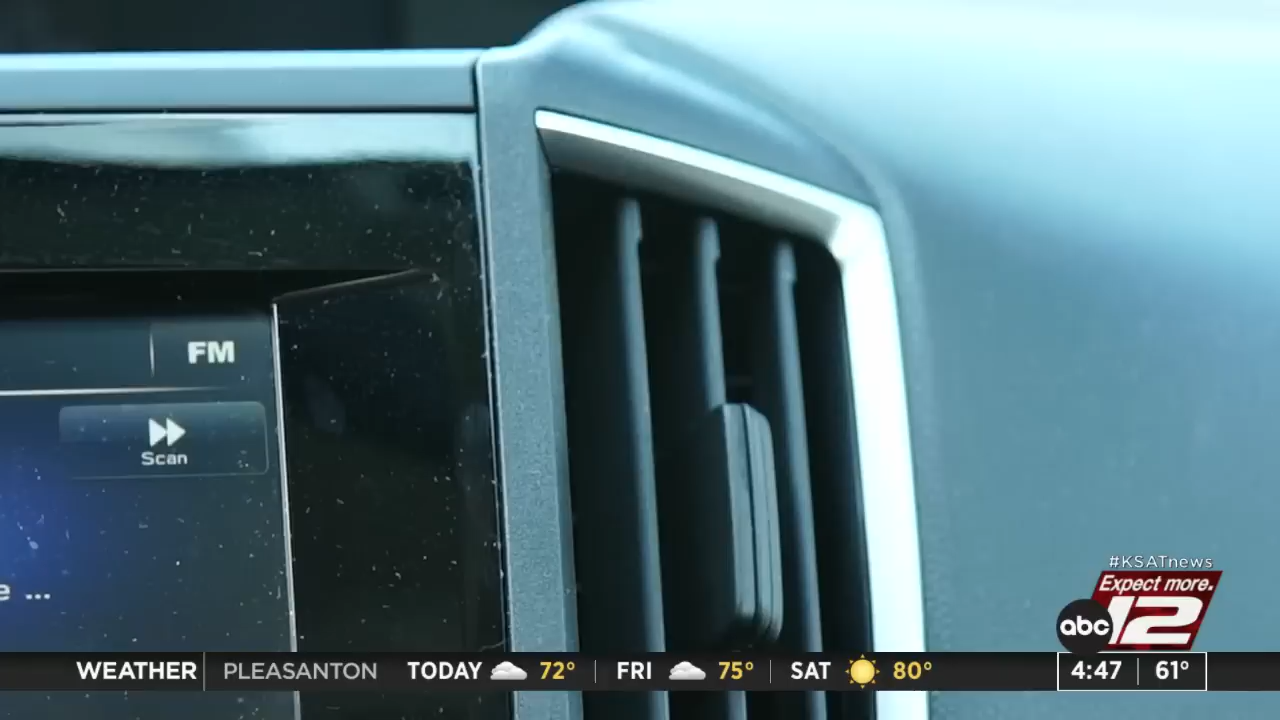 FM
Scan
e ...
#KSATnews
Expect more.
abc 12
WEATHER PLEASANTON TODAY 72° FRI 75° SAT 80° 4:47 61°